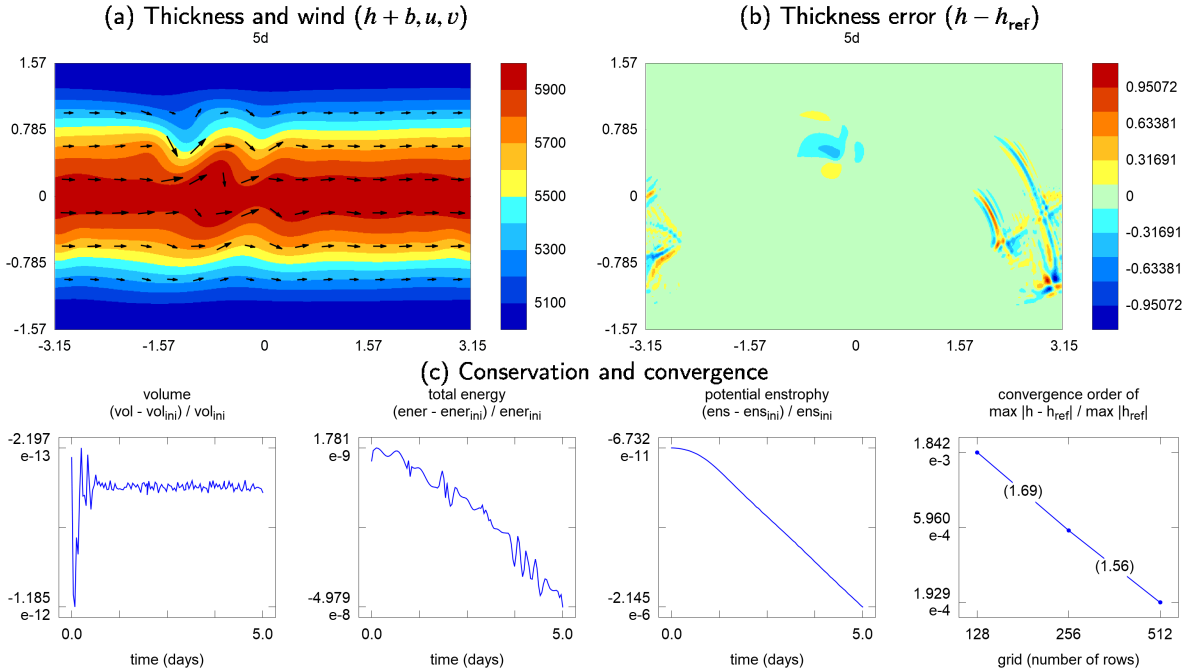 (a) Thickness and wind (h + b, u, v)
5d
1.57
0.785
0
-0.785
-1.57
-3.15
-1.57
0
1.57
3.15
5900
5700
5500
5300
5100
(b) Thickness error (h − h_ref)
5d
1.57
0.785
0
-0.785
-1.57
-3.15
-1.57
0
1.57
3.15
0.95072
0.63381
0.31691
0
-0.31691
-0.63381
-0.95072
(c) Conservation and convergence
volume
(vol - vol_ini) / vol_ini
-2.197
e-13
-1.185
e-12
0.0
5.0
time (days)
total energy
(ener - ener_ini) / ener_ini
1.781
e-9
-4.979
e-8
0.0
5.0
time (days)
potential enstrophy
(ens - ens_ini) / ens_ini
-6.732
e-11
-2.145
e-6
0.0
5.0
time (days)
convergence order of
max |h - h_ref| / max |h_ref|
1.842
e-3
5.960
e-4
1.929
e-4
(1.69)
(1.56)
128
256
512
grid (number of rows)